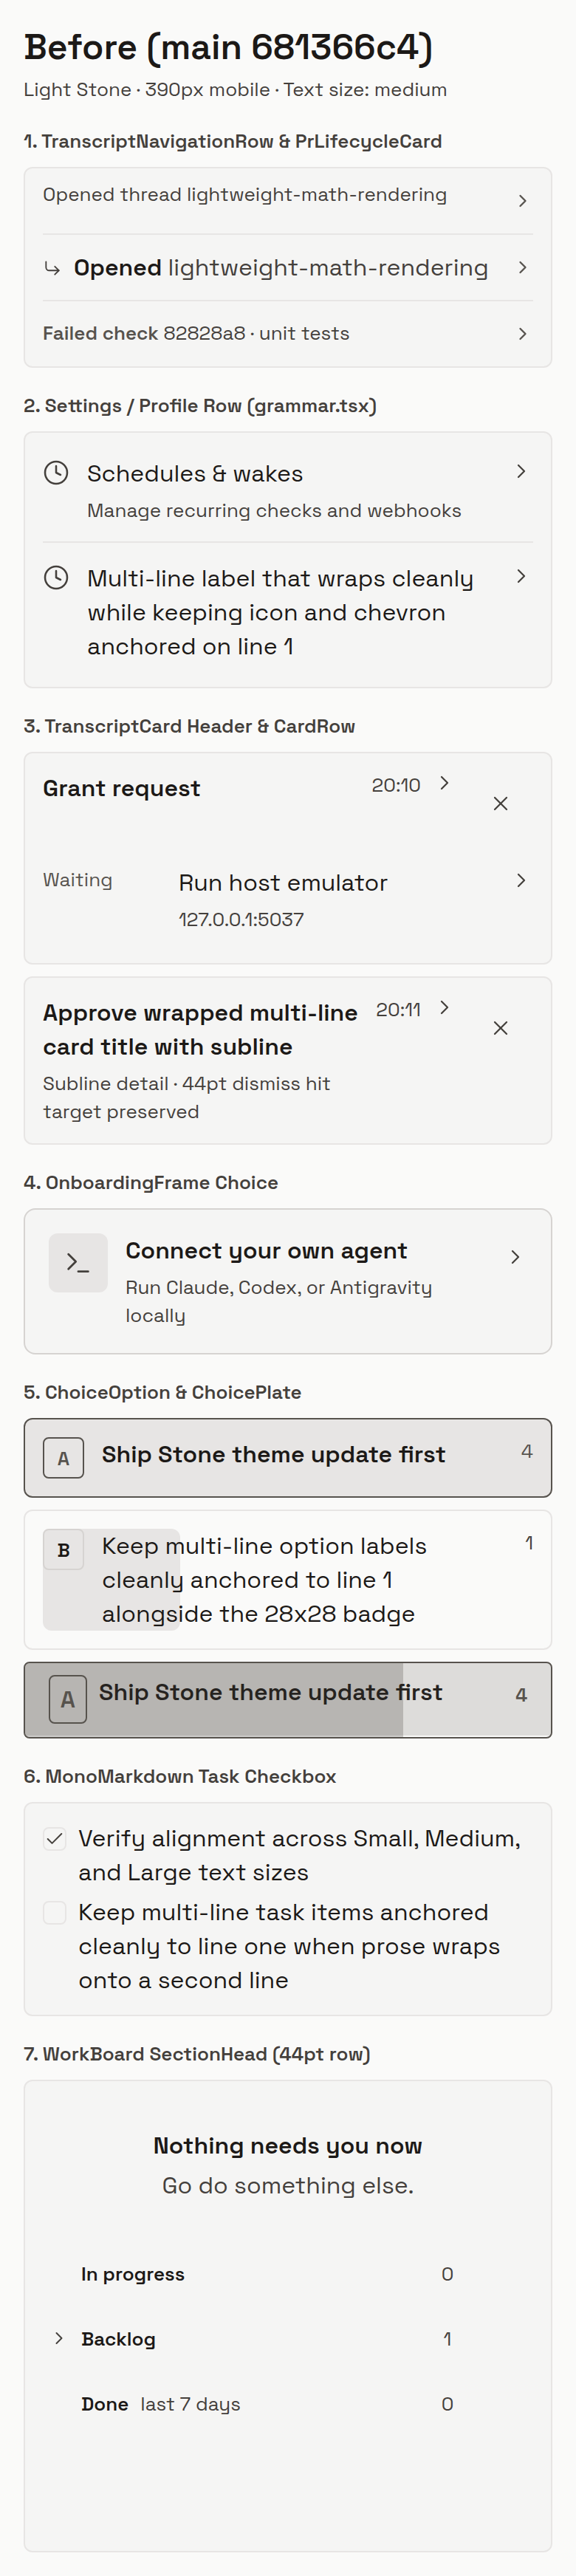 Before (main 681366c4)
Light Stone · 390px mobile · Text size: medium
1. TranscriptNavigationRow & PrLifecycleCard
Opened thread lightweight-math-rendering
Opened lightweight-math-rendering
Failed check 82828a8 · unit tests
2. Settings / Profile Row (grammar.tsx)
Schedules & wakes
Manage recurring checks and webhooks
Multi-line label that wraps cleanly
while keeping icon and chevron
anchored on line 1
3. TranscriptCard Header & CardRow
Grant request 20:10
Waiting Run host emulator
127.0.0.1:5037
Approve wrapped multi-line 20:11
card title with subline
Subline detail · 44pt dismiss hit
target preserved
4. OnboardingFrame Choice
Connect your own agent
Run Claude, Codex, or Antigravity
locally
5. ChoiceOption & ChoicePlate
A Ship Stone theme update first 4
B Keep multi-line option labels 1
cleanly anchored to line 1
alongside the 28x28 badge
A Ship Stone theme update first 4
6. MonoMarkdown Task Checkbox
Verify alignment across Small, Medium,
and Large text sizes
Keep multi-line task items anchored
cleanly to line one when prose wraps
onto a second line
7. WorkBoard SectionHead (44pt row)
Nothing needs you now
Go do something else.
In progress 0
Backlog 1
Done last 7 days 0